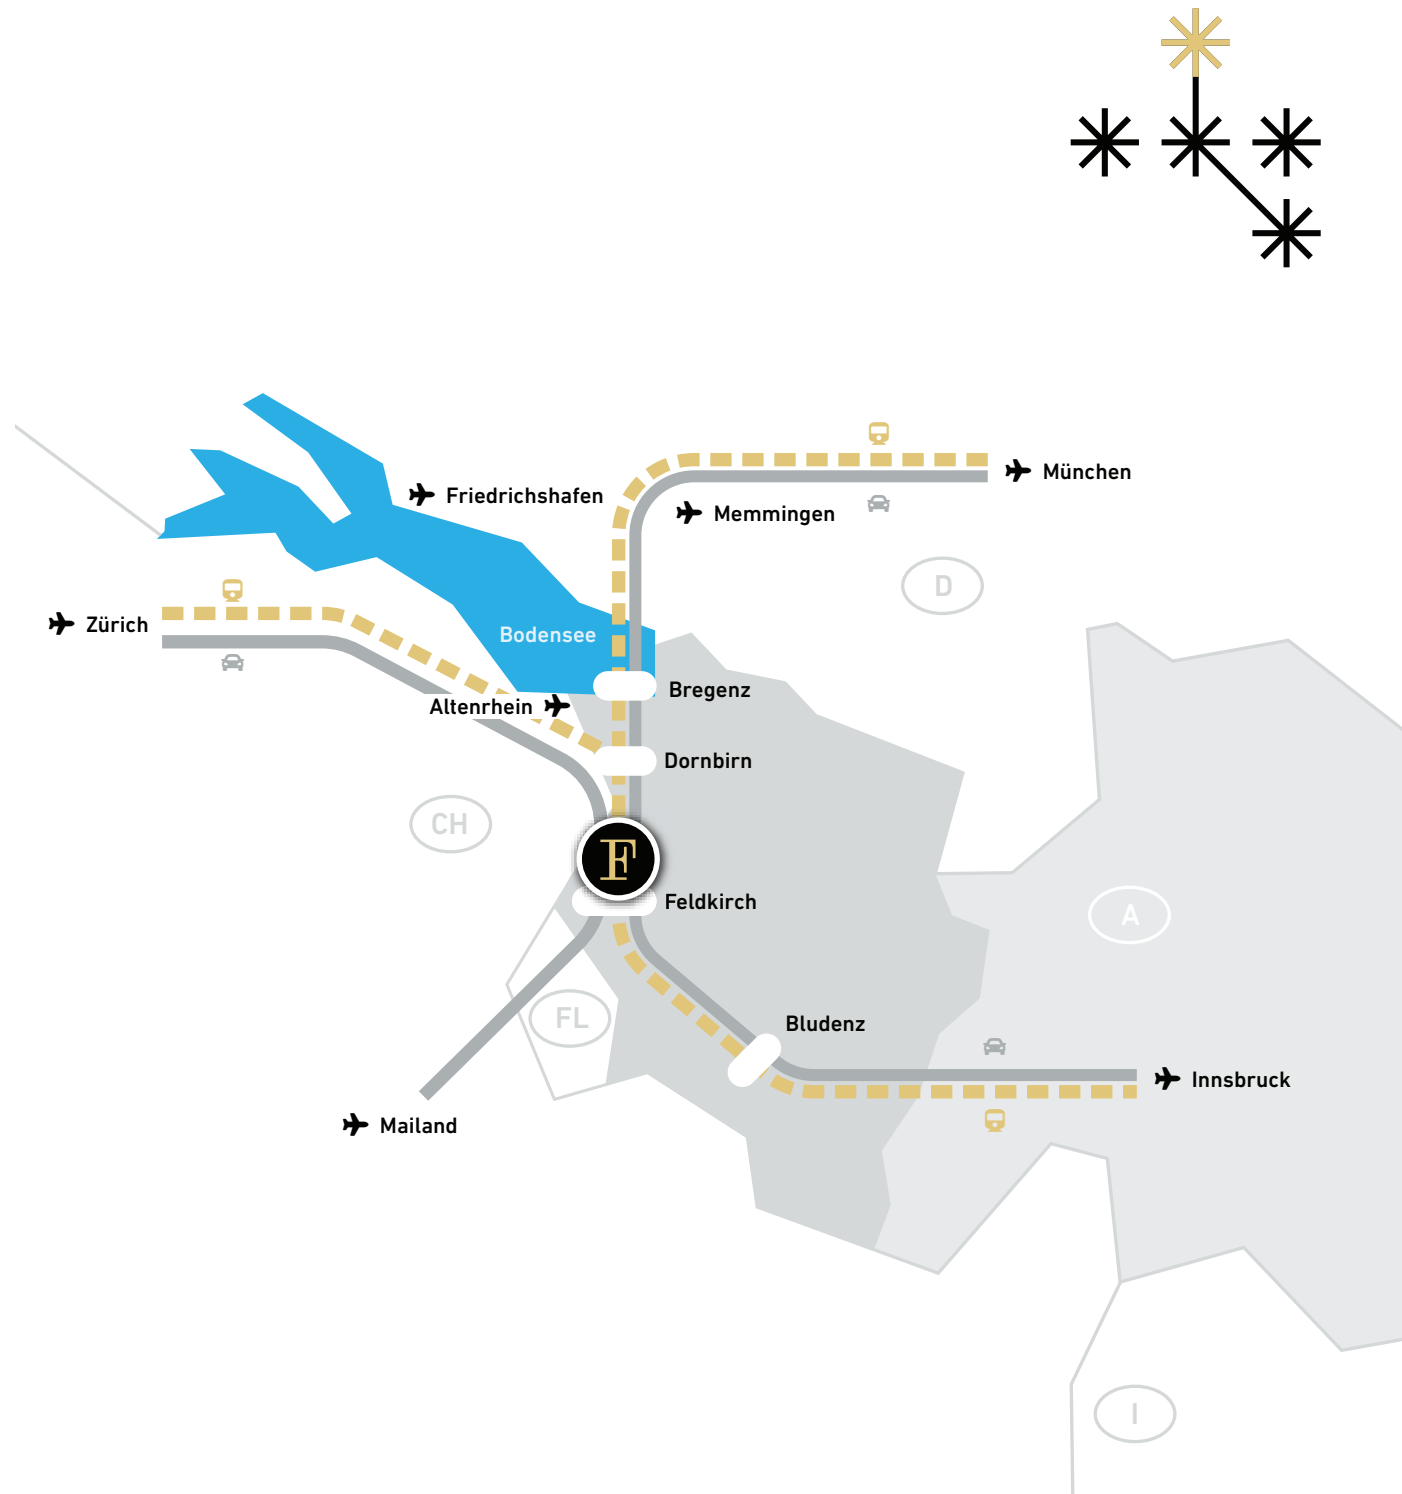 München
Friedrichshafen
Memmingen
D
Zürich
Bodensee
Bregenz
Altenrhein
Dornbirn
CH
F
Feldkirch
A
FL
Bludenz
Innsbruck
Mailand
I